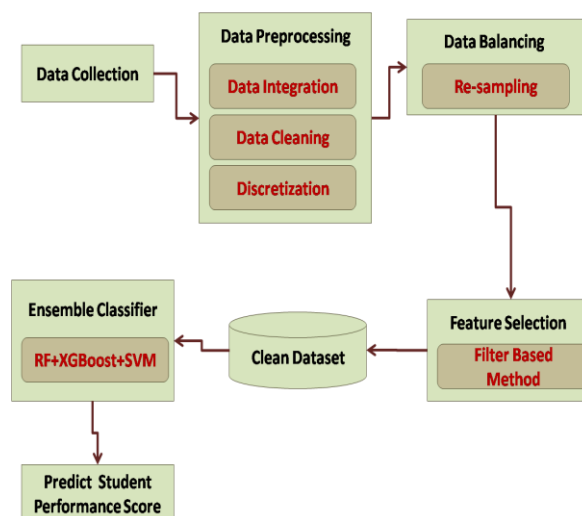 Data Collection
Data Preprocessing
Data Integration
Data Cleaning
Discretization
Data Balancing
Re-sampling
Feature Selection
Filter Based
Method
Clean Dataset
Ensemble Classifier
RF+XGBoost+SVM
Predict Student
Performance Score